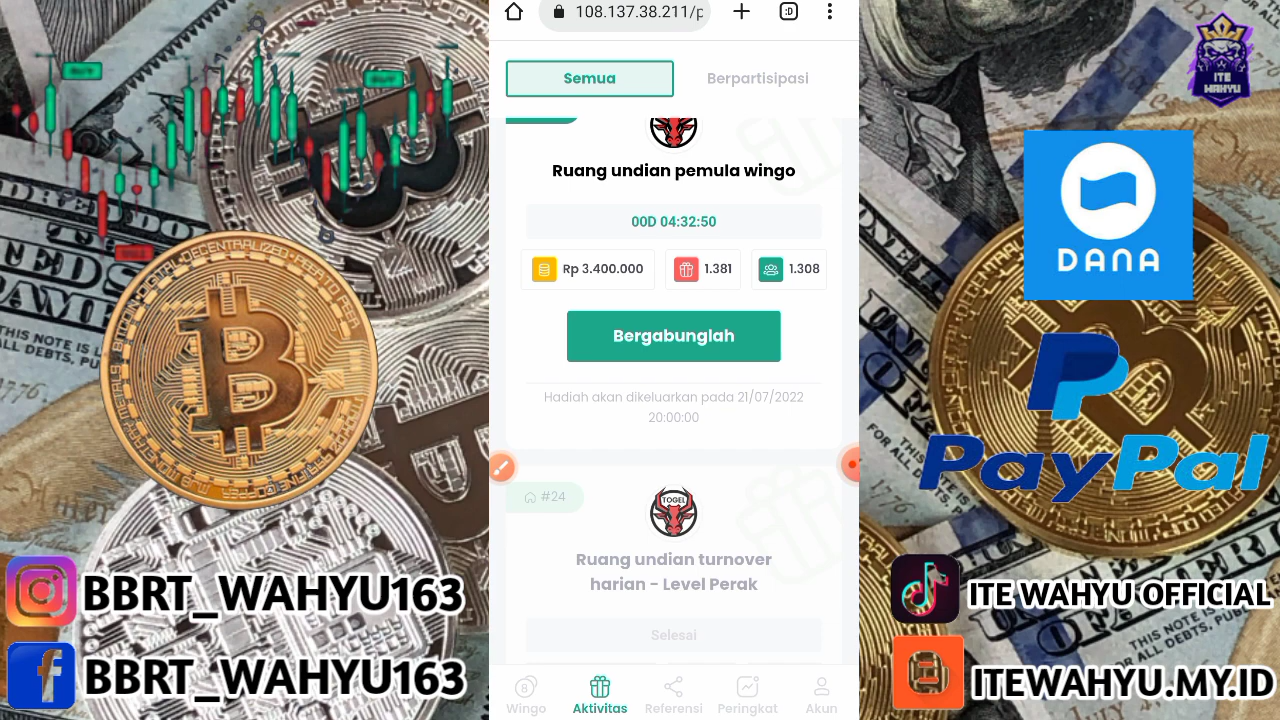 108.137.38.211/p
:D
Semua
Berpartisipasi
Ruang undian pemula wingo
00D 04:32:50
Rp 3.400.000
1.381
1.308
Bergabunglah
Hadiah akan dikeluarkan pada 21/07/2022
20:00:00
#24
TOGEL
Ruang undian turnover
harian - Level Perak
Selesai
8
Wingo
Aktivitas
Referensi
Peringkat
Akun
BUY
BUY
BBRT_WAHYU163
BBRT_WAHYU163
ITE
WAHYU
DANA
PayPal
ITE WAHYU OFFICIAL
ITEWAHYU.MY.ID